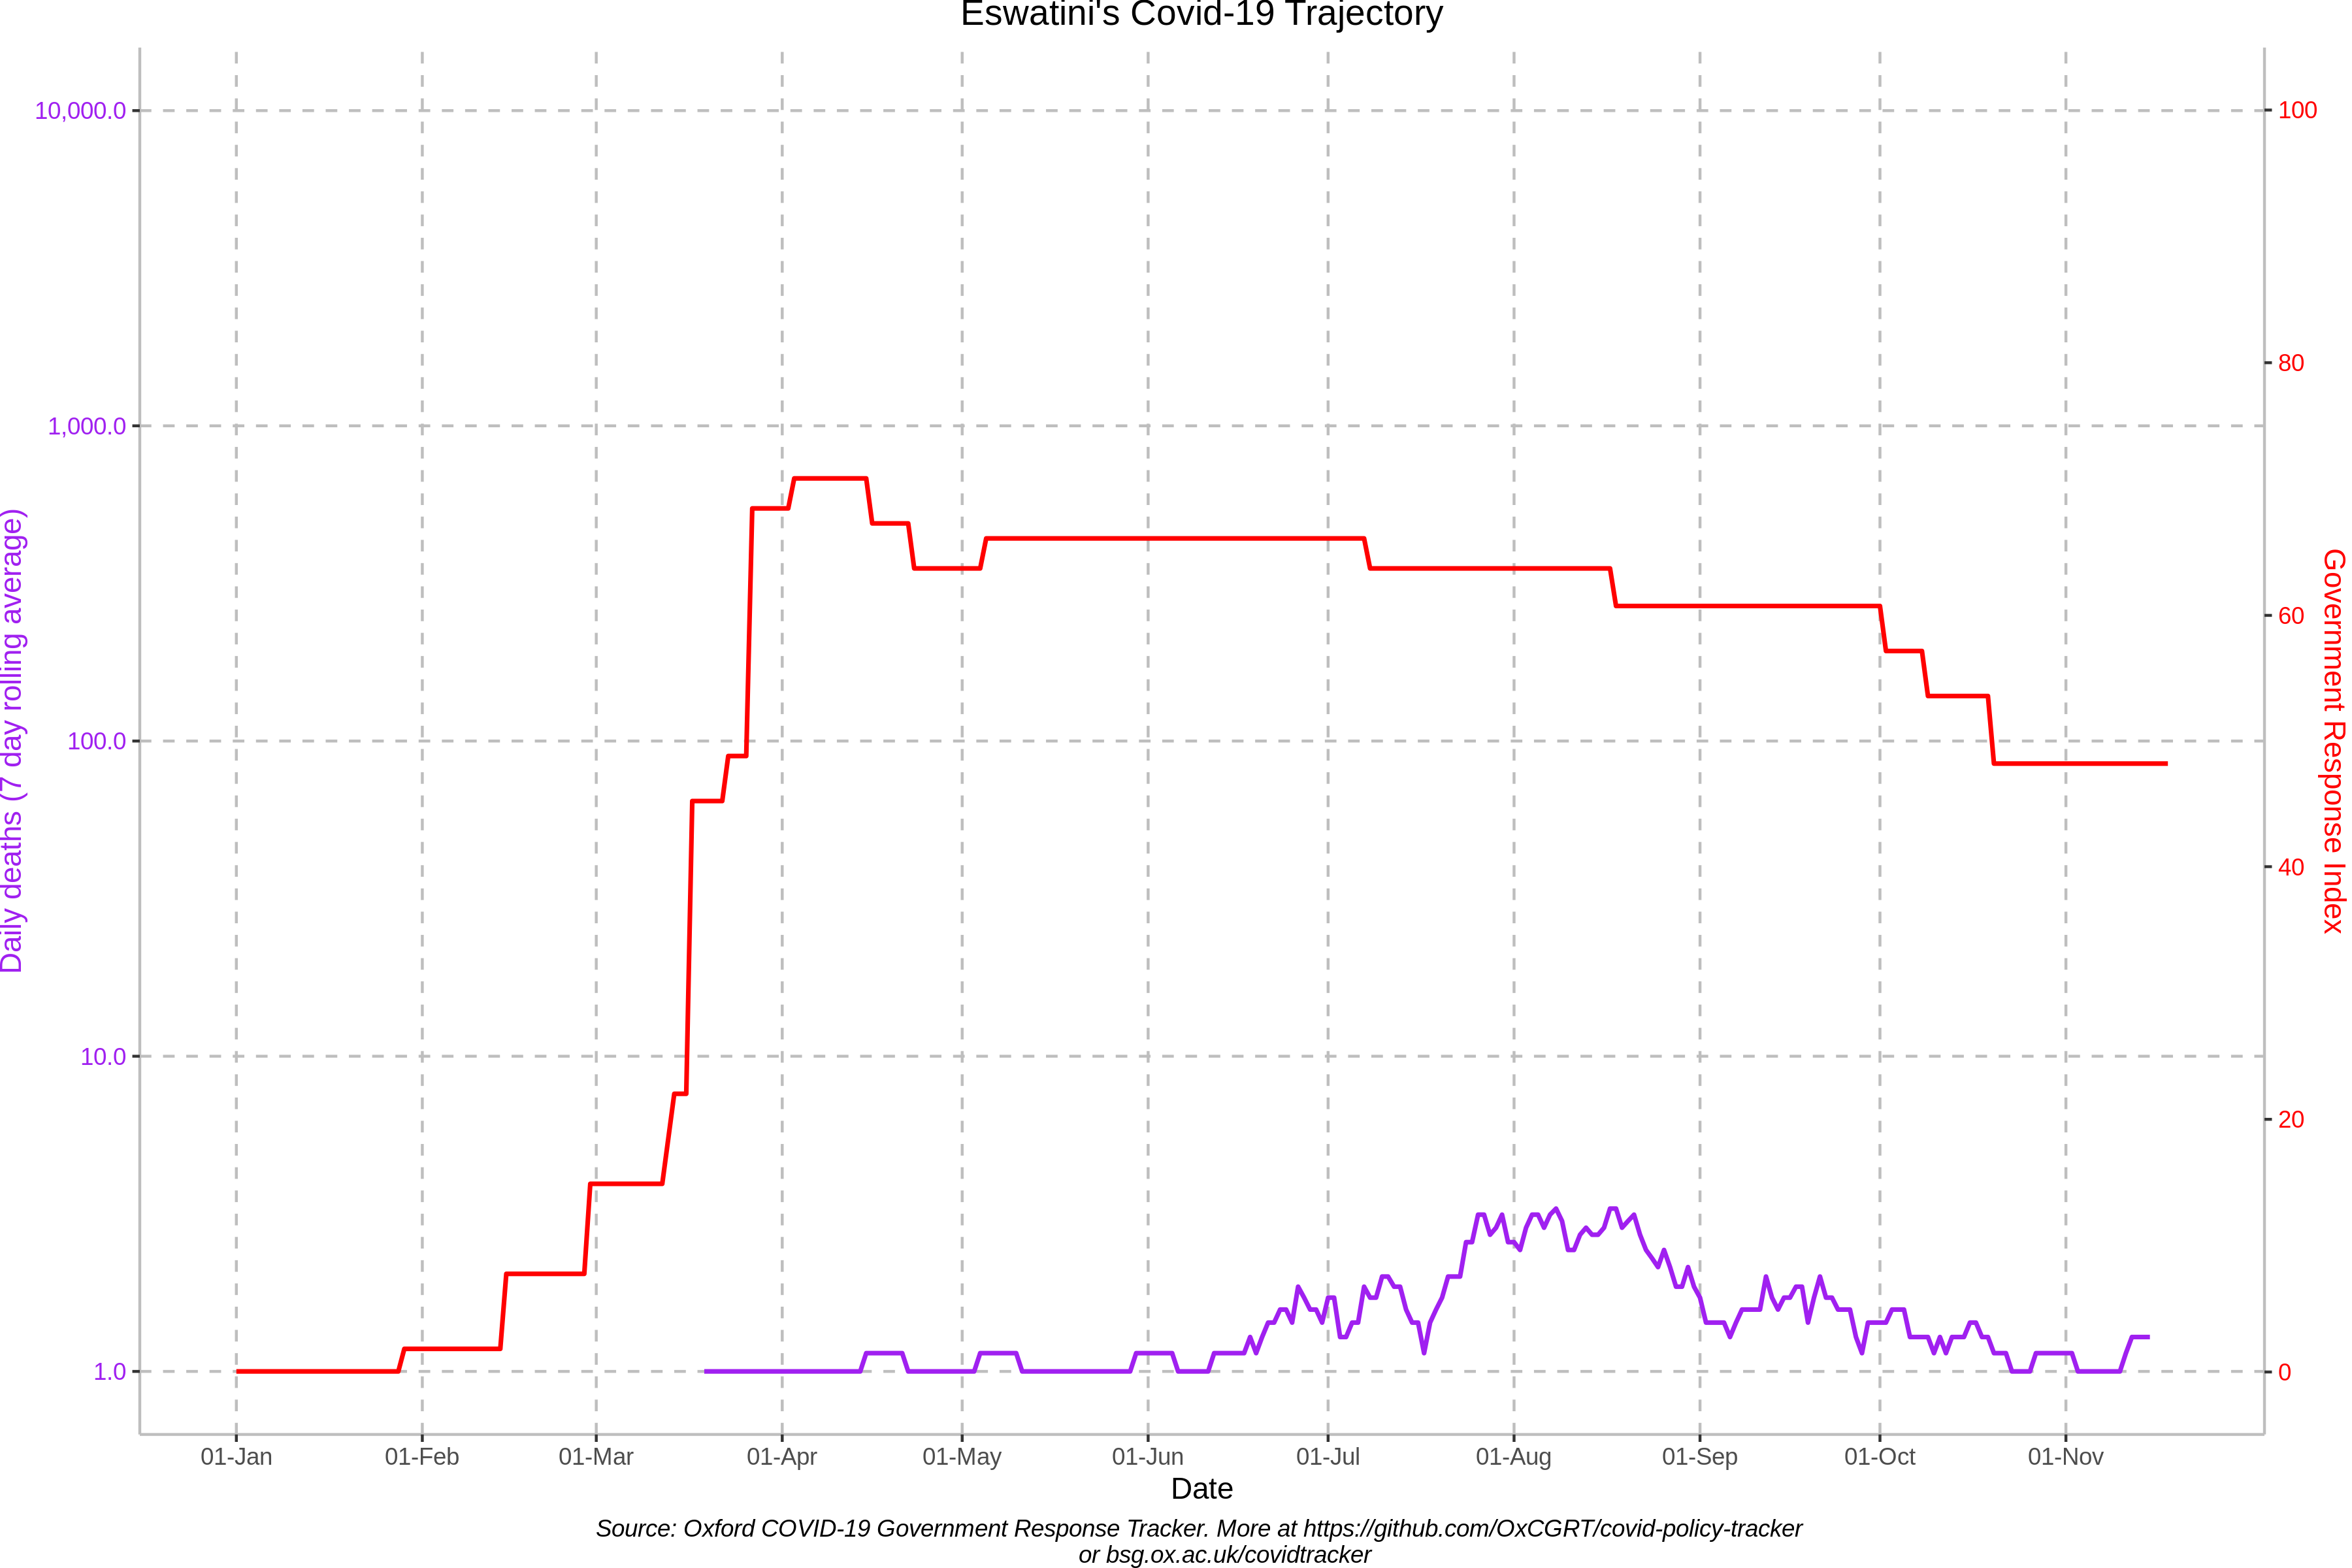 Eswatini's Covid-19 Trajectory
10,000.0
1,000.0
100.0
10.0
1.0
Daily deaths (7 day rolling average)
100
80
60
40
20
0
Government Response Index
01-Jan
01-Feb
01-Mar
01-Apr
01-May
01-Jun
01-Jul
01-Aug
01-Sep
01-Oct
01-Nov
Date
Source: Oxford COVID-19 Government Response Tracker. More at https://github.com/OxCGRT/covid-policy-tracker
or bsg.ox.ac.uk/covidtracker